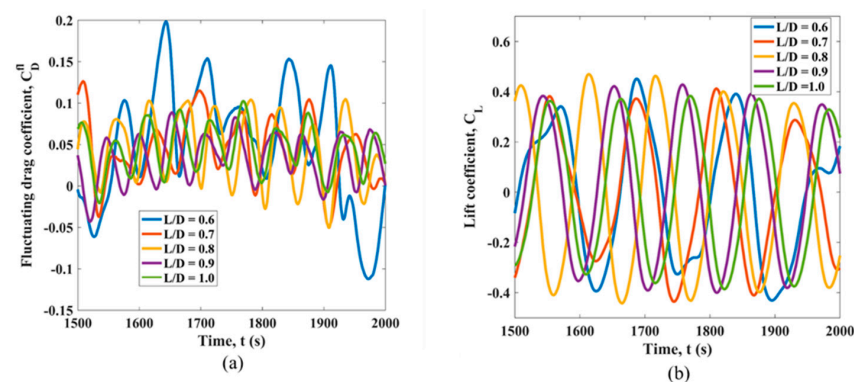 0.2
0.15
0.1
0.05
0
-0.05
-0.1
-0.15
Fluctuating drag coefficient, C_D^fl
L/D = 0.6
L/D = 0.7
L/D = 0.8
L/D = 0.9
L/D = 1.0
1500 1600 1700 1800 1900 2000
Time, t (s)
(a)
0.4
0.2
0
-0.2
-0.4
Lift coefficient, C_L
L/D = 0.6
L/D = 0.7
L/D = 0.8
L/D = 0.9
L/D =1.0
1500 1600 1700 1800 1900 2000
Time, t (s)
(b)